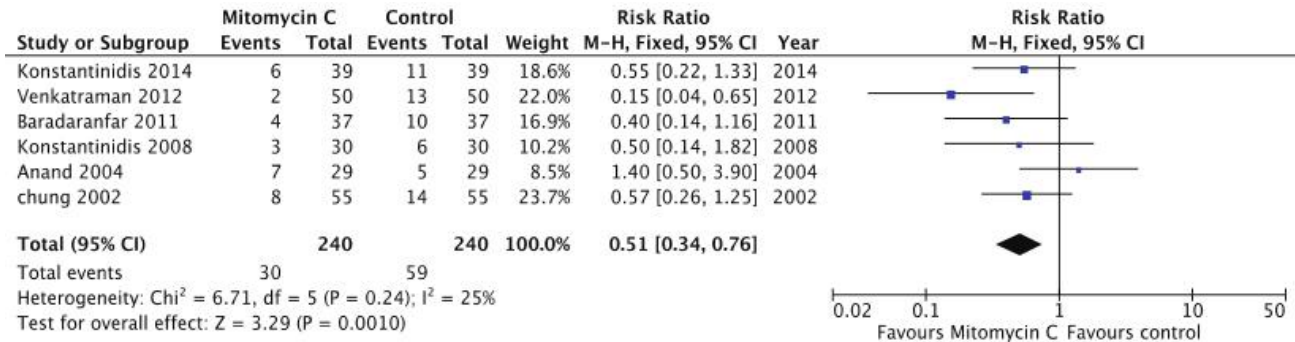 Mitomycin C Control Risk Ratio Risk Ratio
Study or Subgroup Events Total Events Total Weight M-H, Fixed, 95% CI Year M-H, Fixed, 95% CI
Konstantinidis 2014 6 39 11 39 18.6% 0.55 [0.22, 1.33] 2014
Venkatraman 2012 2 50 13 50 22.0% 0.15 [0.04, 0.65] 2012
Baradaranfar 2011 4 37 10 37 16.9% 0.40 [0.14, 1.16] 2011
Konstantinidis 2008 3 30 6 30 10.2% 0.50 [0.14, 1.82] 2008
Anand 2004 7 29 5 29 8.5% 1.40 [0.50, 3.90] 2004
chung 2002 8 55 14 55 23.7% 0.57 [0.26, 1.25] 2002
Total (95% CI) 240 240 100.0% 0.51 [0.34, 0.76]
Total events 30 59
Heterogeneity: Chi² = 6.71, df = 5 (P = 0.24); I² = 25%
Test for overall effect: Z = 3.29 (P = 0.0010)
0.02 0.1 1 10 50
Favours Mitomycin C Favours control